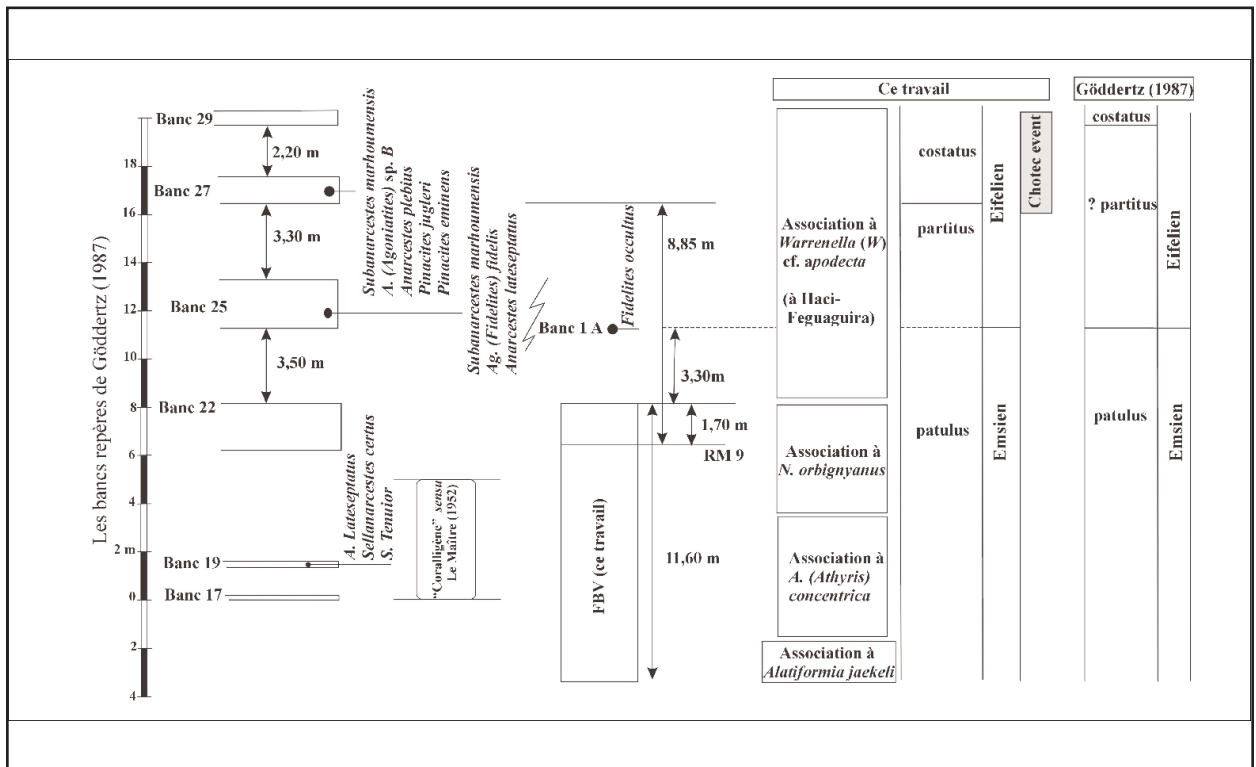 Ce travail
Göddertz (1987)
Les bancs repères de Göddertz (1987)
18
16
14
12
10
8
6
4
2 m
0
2
4
Banc 29
2,20 m
Banc 27
3,30 m
Banc 25
3,50 m
Banc 22
Banc 19
Banc 17
Subanarcestes marhoumensis
A. (Agoniatites) sp. B
Anarcestes plebius
Pinacites jugleri
Pinacites eminens
Subanarcestes marhoumensis
Ag. (Fidelites) fidelis
Anarcestes lateseptatus
A. Lateseptatus
Sellanarcestes certus
S. Tenuior
"Coralligène" sensu
Le Maître (1952)
Banc 1 A
Fidelites occultus
8,85 m
3,30m
1,70 m
RM 9
FBV (ce travail)
11,60 m
Association à
Warrenella (W)
cf. apodecta
(à Haci-
Feguaguira)
Association à
N. orbignyanus
Association à
A. (Athyris)
concentrica
Association à
Alatiformia jaekeli
costatus
partitus
patulus
Eifelien
Emsien
Chotec event
costatus
? partitus
patulus
Eifelien
Emsien